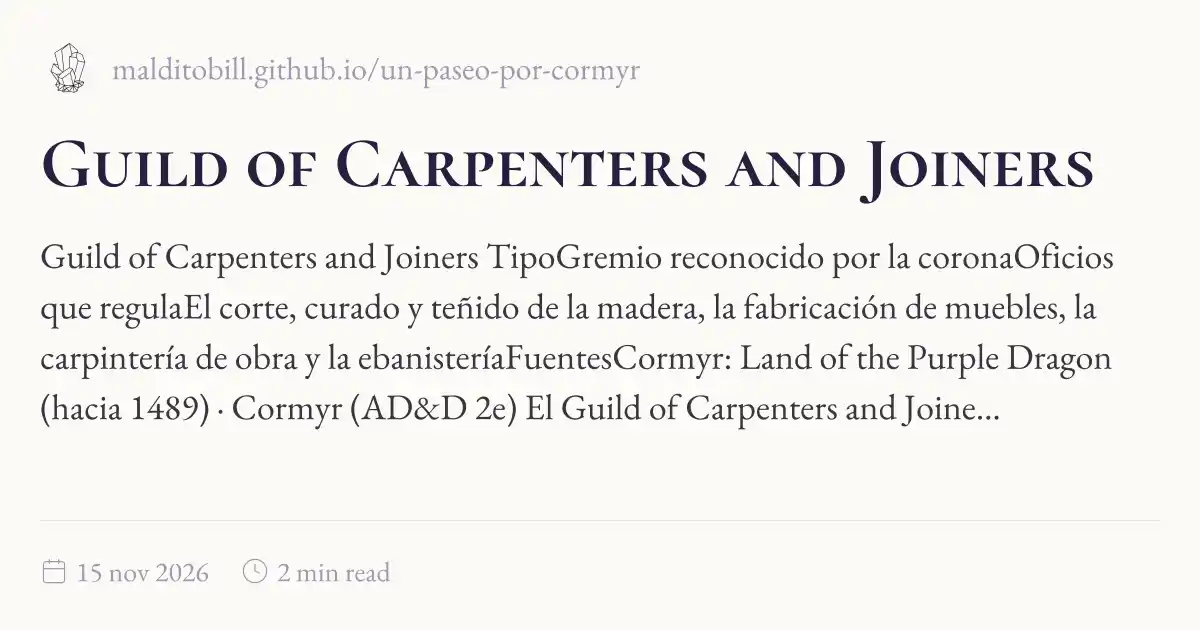 malditobill.github.io/un-paseo-por-cormyr
Guild of Carpenters and Joiners
Guild of Carpenters and Joiners TipoGremio reconocido por la coronaOficios
que regulaEl corte, curado y teñido de la madera, la fabricación de muebles, la
carpintería de obra y la ebanisteríaFuentesCormyr: Land of the Purple Dragon
(hacia 1489) · Cormyr (AD&D 2e) El Guild of Carpenters and Joine...
15 nov 2026
2 min read